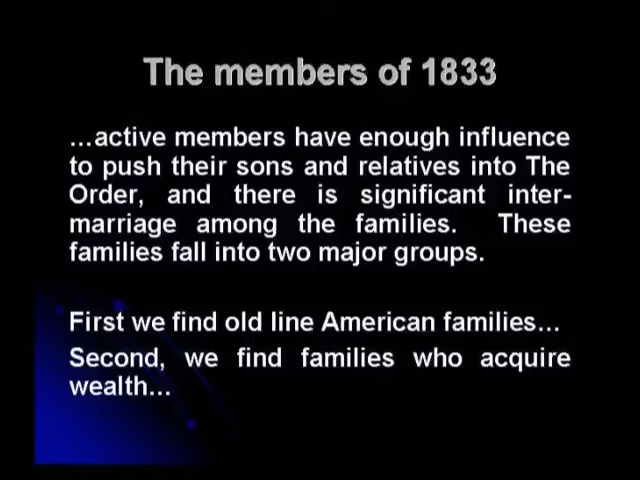 The members of 1833
…active members have enough influence
to push their sons and relatives into The
Order, and there is significant inter-
marriage among the families. These
families fall into two major groups.
First we find old line American families…
Second, we find families who acquire
wealth…